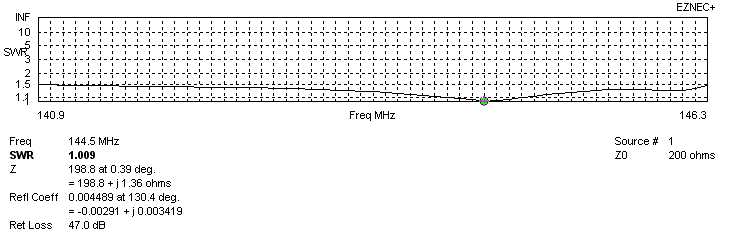 EZNEC+
INF
10
5
SWR
3
2
1.5
1.1
140.9 Freq MHz 146.3
Freq 144.5 MHz Source # 1
SWR 1.009 Z0 200 ohms
Z 198.8 at 0.39 deg.
= 198.8 + j 1.36 ohms
Refl Coeff 0.004489 at 130.4 deg.
= -0.00291 + j 0.003419
Ret Loss 47.0 dB